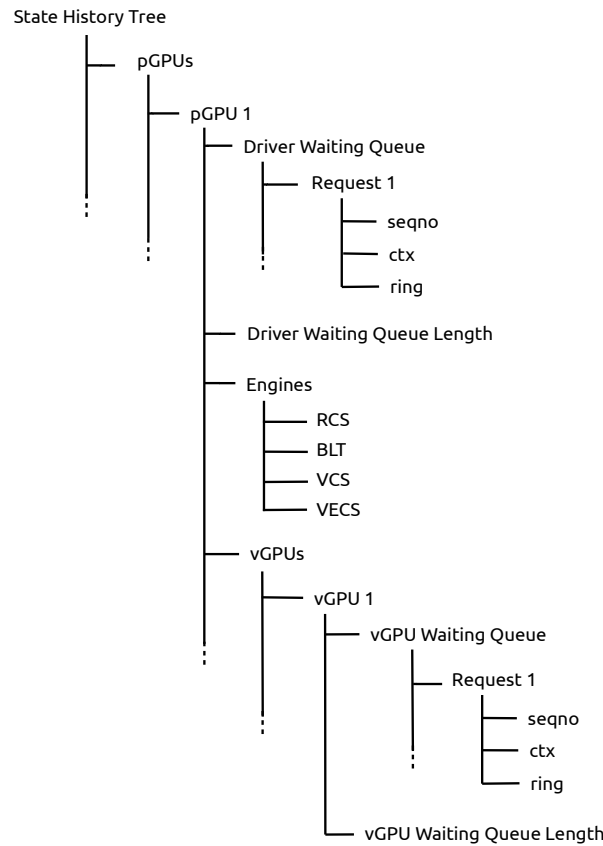 State History Tree
pGPUs
pGPU 1
Driver Waiting Queue
Request 1
seqno
ctx
ring
Driver Waiting Queue Length
Engines
RCS
BLT
VCS
VECS
vGPUs
vGPU 1
vGPU Waiting Queue
Request 1
seqno
ctx
ring
vGPU Waiting Queue Length